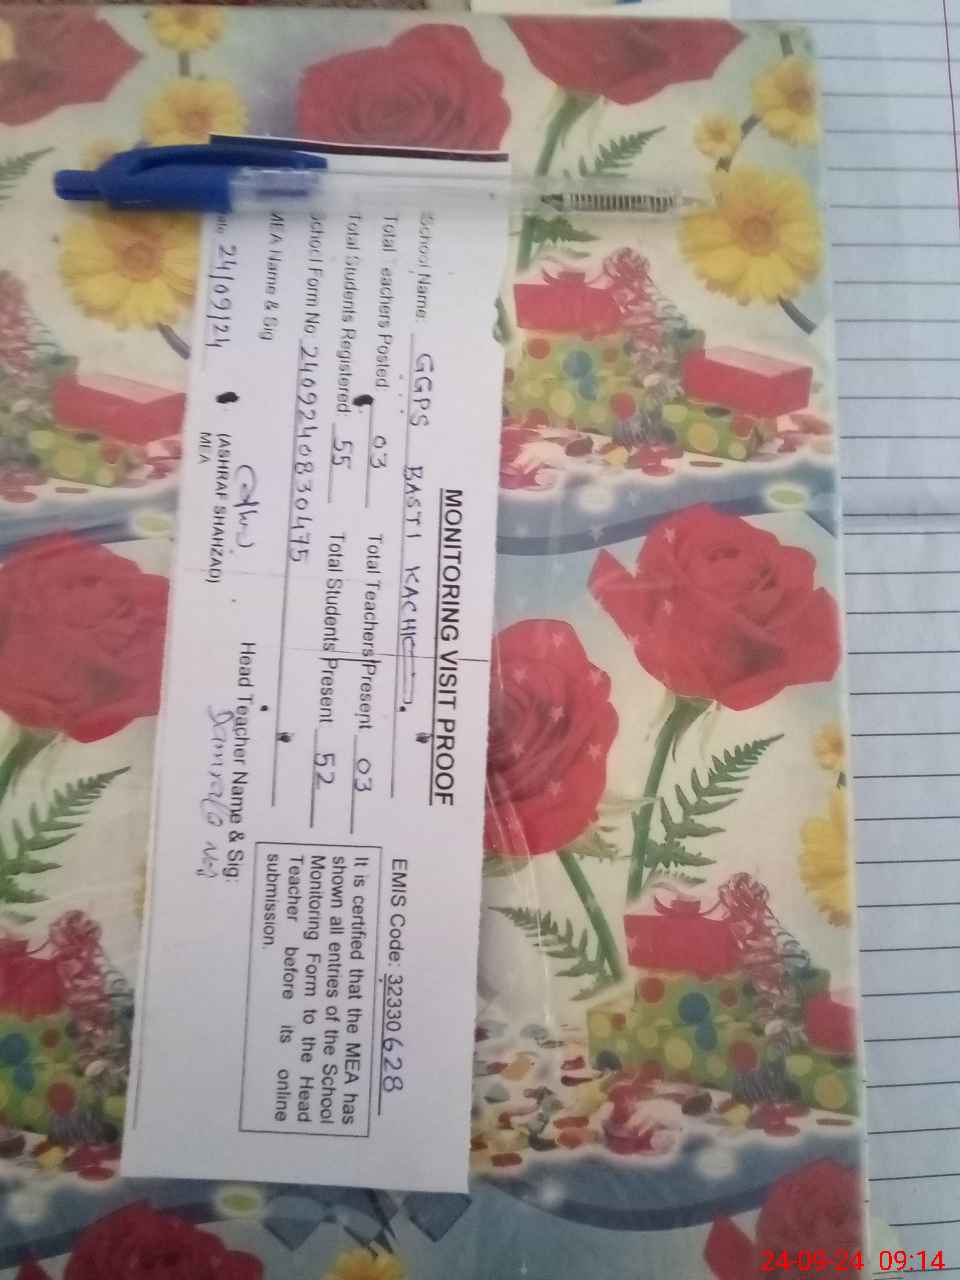 MONITORING VISIT PROOF
School Name: GGPS BASTI KACHI EMIS Code: 32330628
Total Teachers Posted: 03 Total Teachers Present 03
Total Students Registered: 55 Total Students Present 52
School Form No 2409240830475
It is certified that the MEA has
shown all entries of the School
Monitoring Form to the Head
Teacher before its online
submission.
MEA Name & Sig
Head Teacher Name & Sig:
24/09/24
(ASHRAF SHAHZAD)
MEA
24-09-24 09:14